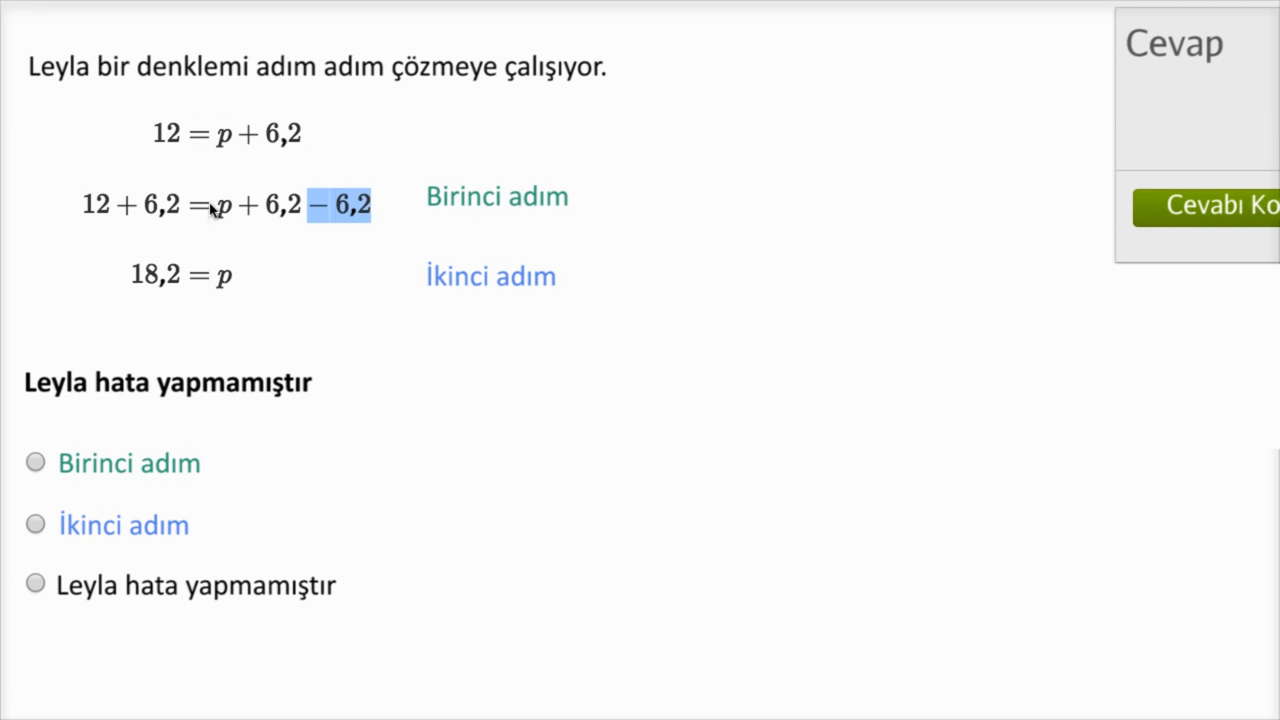 Leyla bir denklemi adım adım çözmeye çalışıyor.
12 = p + 6,2
12 + 6,2 = p + 6,2 − 6,2 Birinci adım
18,2 = p İkinci adım
Leyla hata yapmamıştır
Birinci adım
İkinci adım
Leyla hata yapmamıştır
Cevap
Cevabı Ko